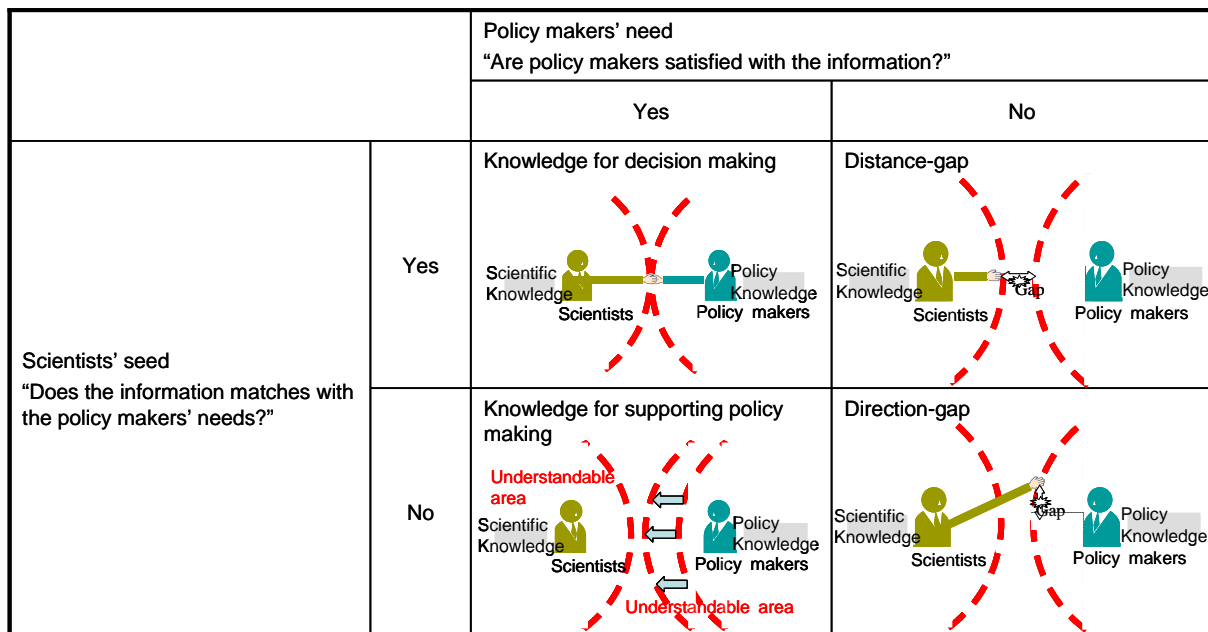 Policy makers' need
“Are policy makers satisfied with the information?”
Yes
No
Scientists' seed
“Does the information matches with
the policy makers' needs?”
Yes
Knowledge for decision making
Scientific
Knowledge
Scientists
Policy
Knowledge
Policy makers
Distance-gap
Scientific
Knowledge
Scientists
Gap
Policy
Knowledge
Policy makers
No
Knowledge for supporting policy
making
Understandable
area
Scientific
Knowledge
Scientists
Policy
Knowledge
Policy makers
Understandable area
Direction-gap
Scientific
Knowledge
Scientists
Gap
Policy
Knowledge
Policy makers